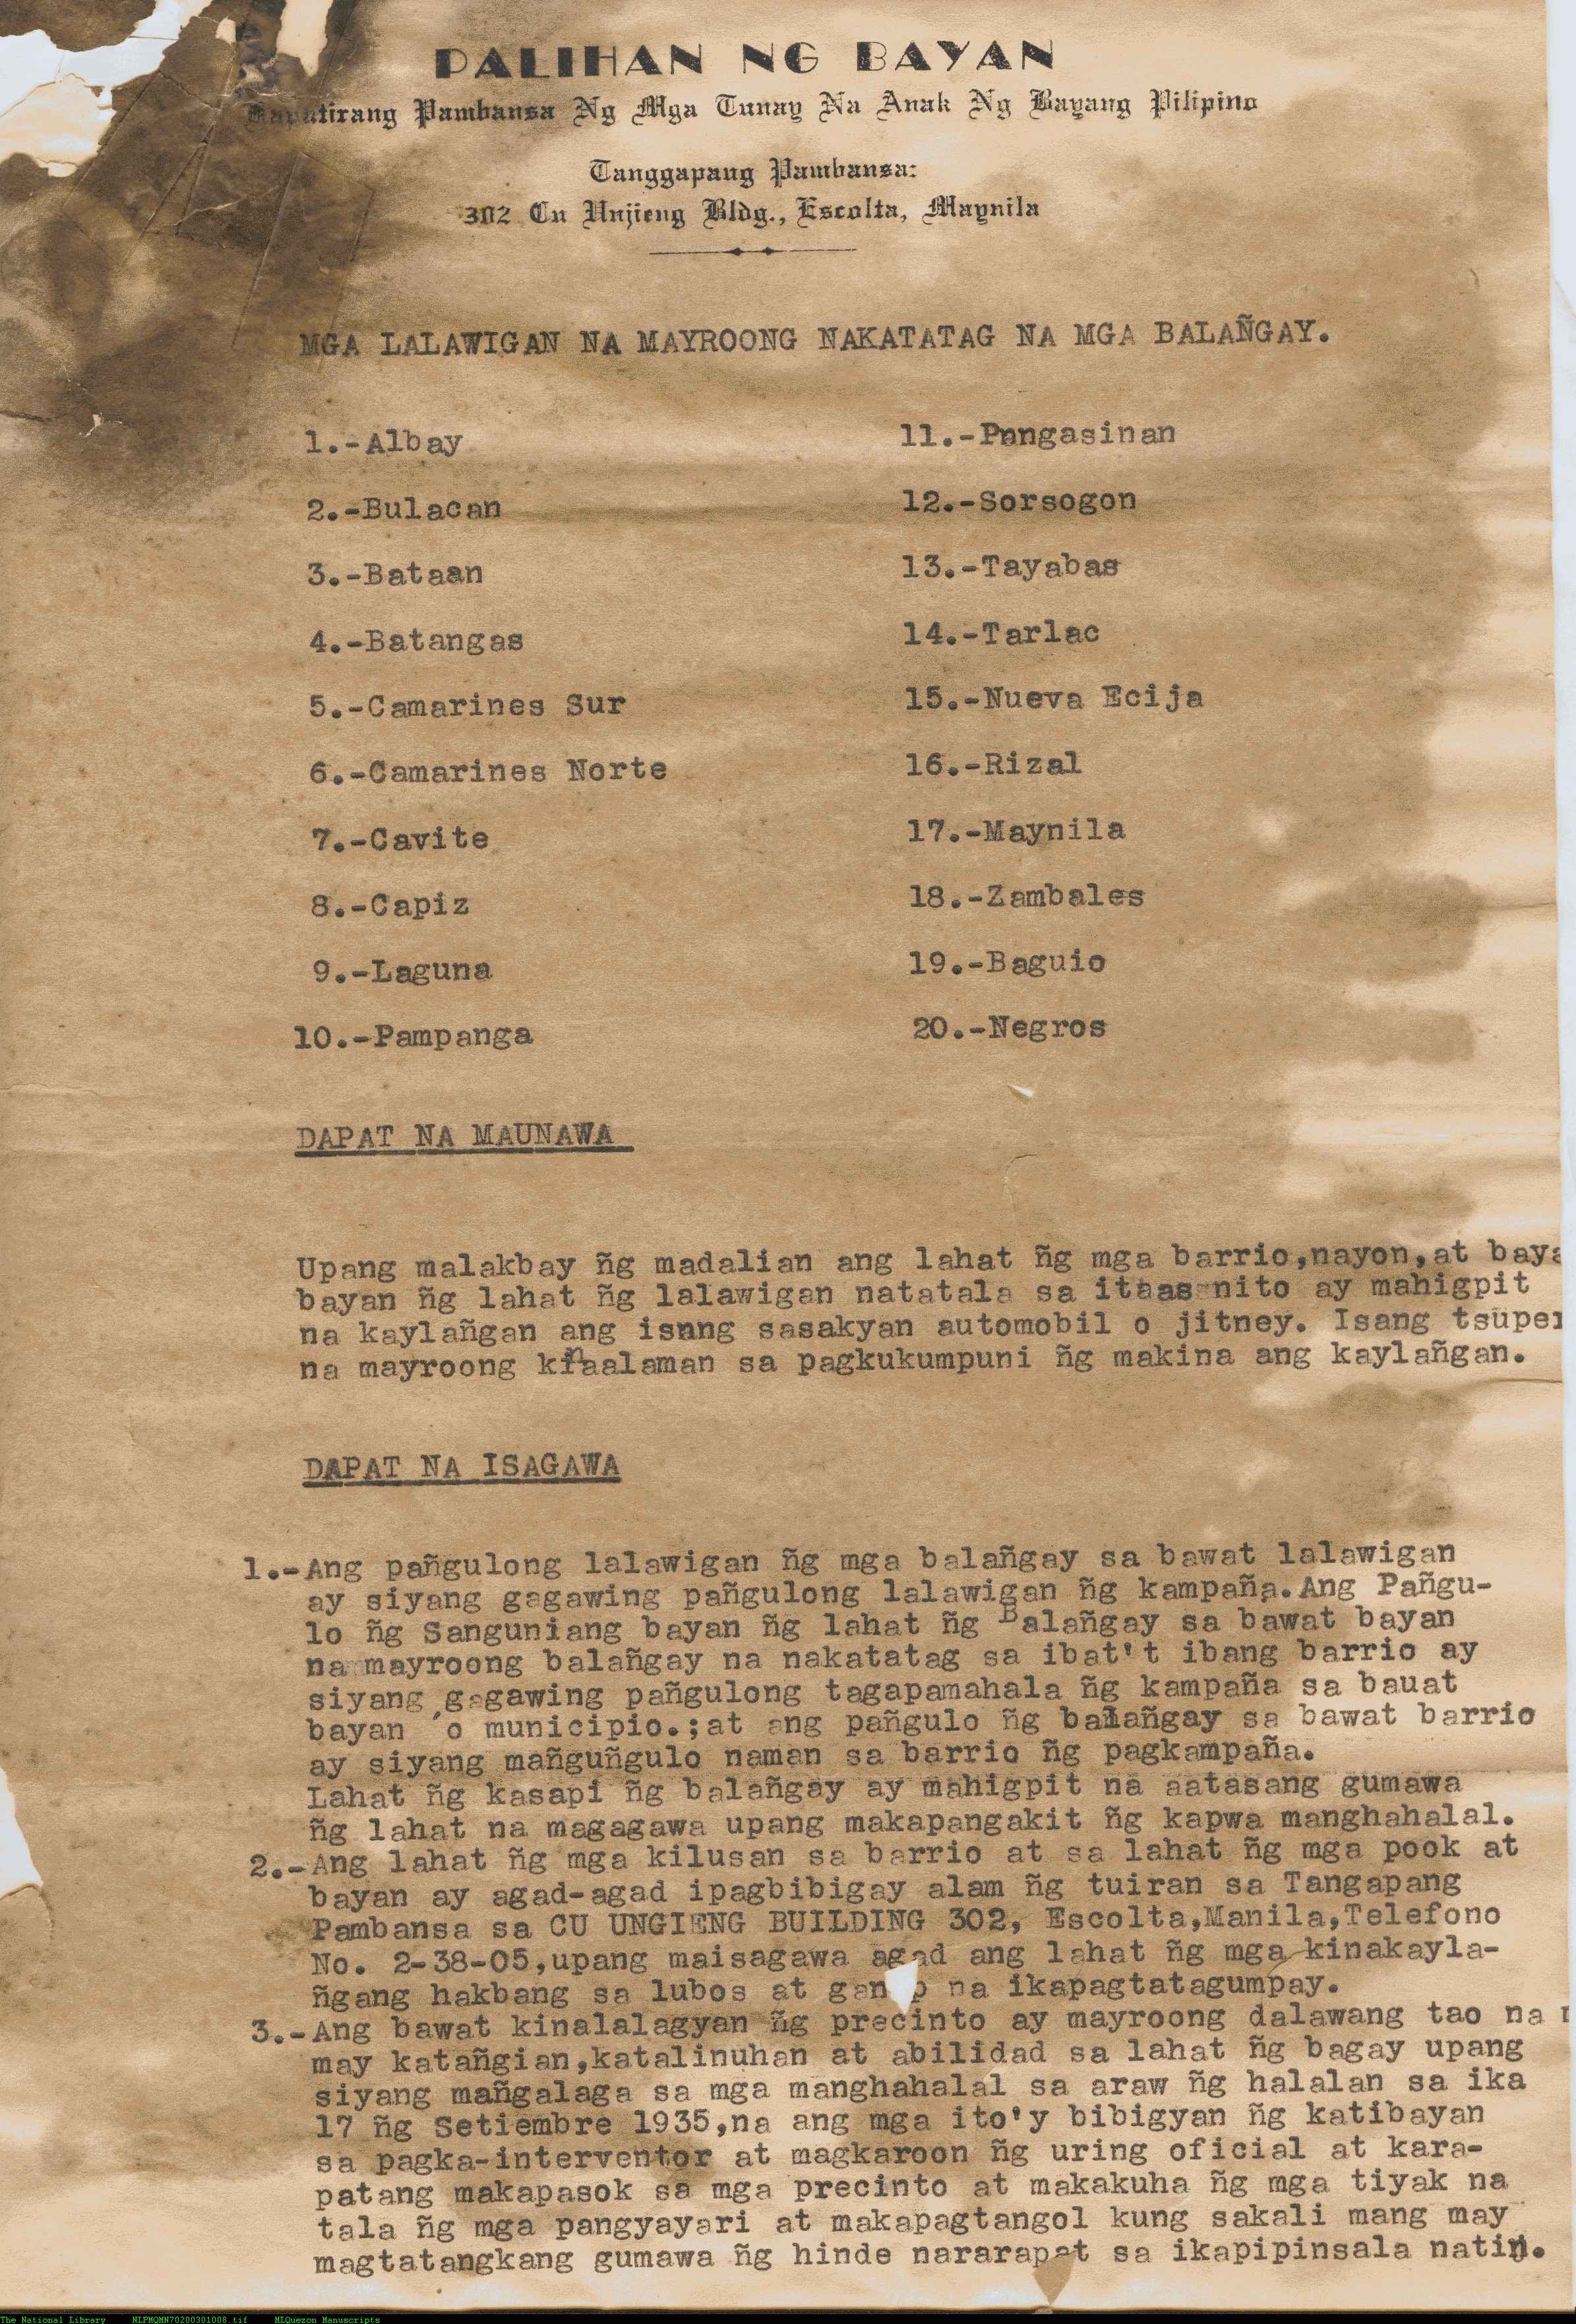 PALIHAN NG BAYAN
Kapatirang Pambansa Ng Mga Tunay Na Anak Ng Bayang Pilipino
Tanggapang Pambansa:
302 Cu Unjieng Bldg., Escolta, Maynila
MGA LALAWIGAN NA MAYROONG NAKATATAG NA MGA BALAÑGAY.
1.-Albay
2.-Bulacan
3.-Bataan
4.-Batangas
5.-Camarines Sur
6.-Camarines Norte
7.-Cavite
8.-Capiz
9.-Laguna
10.-Pampanga
11.-Pangasinan
12.-Sorsogon
13.-Tayabas
14.-Tarlac
15.-Nueva Ecija
16.-Rizal
17.-Maynila
18.-Zambales
19.-Baguio
20.-Negros
DAPAT NA MAUNAWA
Upang malakbay ñg madalian ang lahat ñg mga barrio,nayon,at baya
bayan ñg lahat ñg lalawigan natatala sa itaas nito ay mahigpit
na kaylañgan ang isang sasakyan automobil o jitney. Isang tsuper
na mayroong kinaalaman sa pagkukumpuni ñg makina ang kaylañgan.
DAPAT NA ISAGAWA
1.-Ang pañgulong lalawigan ñg mga balañgay sa bawat lalawigan
ay siyang gagawing pañgulong lalawigan ñg kampaña.Ang Pañgu-
lo ñg Sanguniang bayan ñg lahat ñg Balañgay sa bawat bayan
na mayroong balañgay na nakatatag sa ibat't ibang barrio ay
siyang gagawing pañgulong tagapamahala ñg kampaña sa bauat
bayan o municipio.;at ang pañgulo ñg balañgay sa bawat barrio
ay siyang mañguñgulo naman sa barrio ñg pagkampaña.
Lahat ñg kasapi ñg balañgay ay mahigpit na aatasang gumawa
ñg lahat na magagawa upang makapangakit ñg kapwa manghahalal.
2.-Ang lahat ñg mga kilusan sa barrio at sa lahat ñg mga pook at
bayan ay agad-agad ipagbibigay alam ñg tuiran sa Tangapang
Pambansa sa CU UNGIENG BUILDING 302, Escolta,Manila,Telefono
No. 2-38-05,upang maisagawa agad ang lahat ñg mga kinakayla-
ñgang hakbang sa lubos at ganap na ikapagtatagumpay.
3.-Ang bawat kinalalagyan ñg precinto ay mayroong dalawang tao na
may katañgian,katalinuhan at abilidad sa lahat ñg bagay upang
siyang mañgalaga sa mga manghahalal sa araw ñg halalan sa ika
17 ñg Setiembre 1935,na ang mga ito'y bibigyan ñg katibayan
sa pagka-interventor at magkaroon ñg uring oficial at kara-
patang makapasok sa mga precinto at makakuha ñg mga tiyak na
tala ñg mga pangyayari at makapagtangol kung sakali mang may
magtatangkang gumawa ñg hinde nararapat sa ikapipinsala natin.
The National Library NLPMQMN70200301008.tif MLQuezon Manuscripts